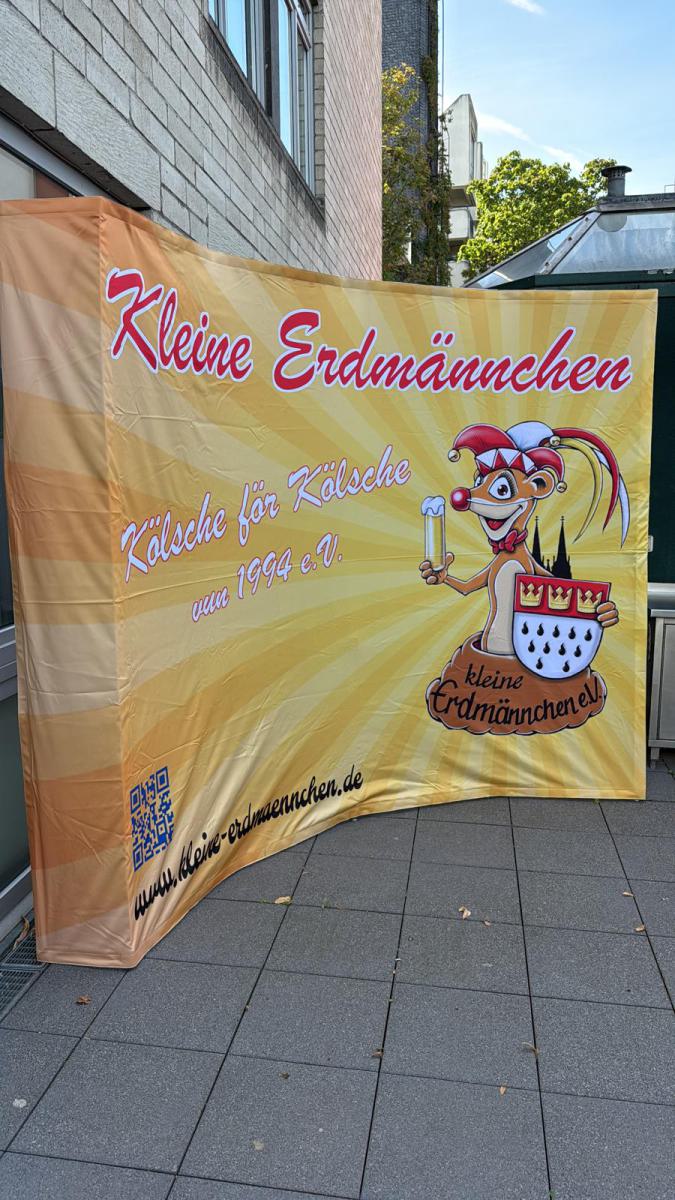 Kleine Erdmännchen
Kölsche för Kölsche
vun 1994 e.V.
kleine
Erdmännchen e.V.
www.kleine-erdmaennchen.de